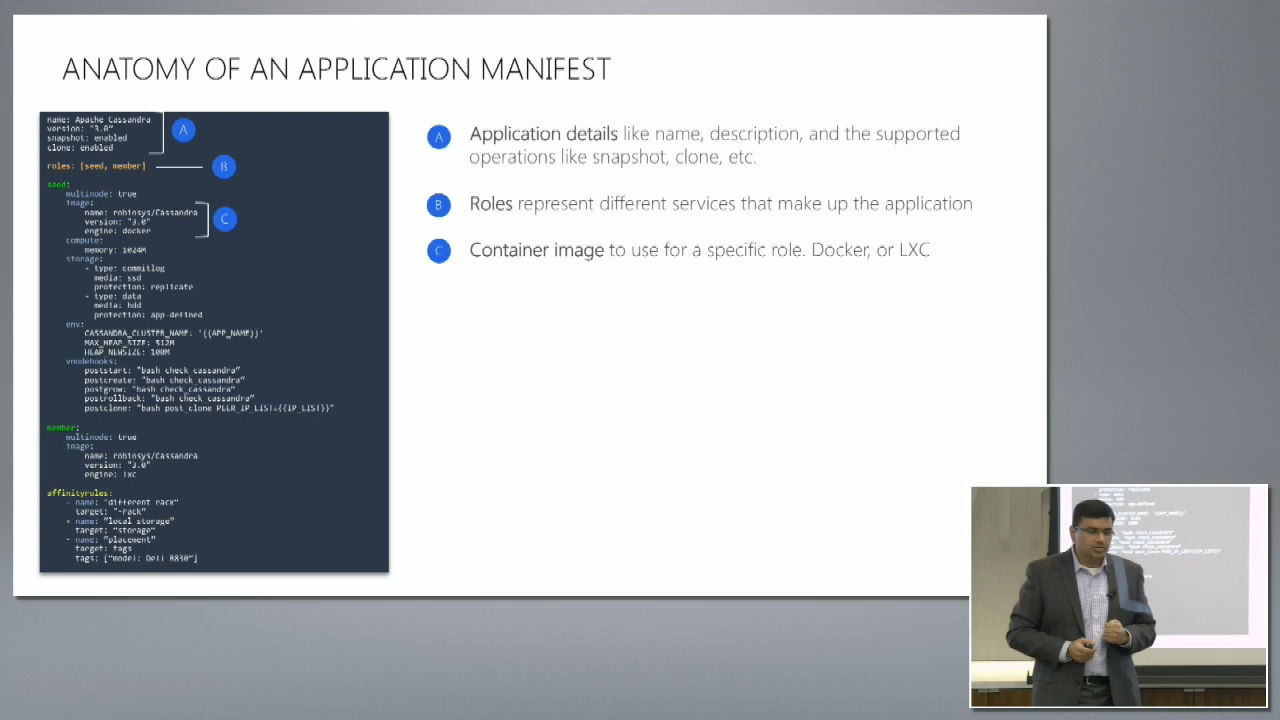 ANATOMY OF AN APPLICATION MANIFEST
name: Apache Cassandra
version: "3.0"
snapshot: enabled
clone: enabled
A
roles: [seed, member]
B
seed:
multinode: true
image:
name: robinsys/Cassandra
version: "3.0"
engine: docker
C
compute:
memory: 1024M
storage:
- type: commitlog
media: ssd
protection: replicate
- type: data
media: hdd
protection: app-defined
env:
CASSANDRA_CLUSTER_NAME: '{{APP_NAME}}'
MAX_HEAP_SIZE: 512M
HEAP_NEWSIZE: 100M
vnodehooks:
poststart: "bash check_cassandra"
postcreate: "bash check_cassandra"
postgrow: "bash check_cassandra"
postrollback: "bash check_cassandra"
postclone: "bash post_clone PEER_IP_LIST={{IP_LIST}}"
member:
multinode: true
image:
name: robinsys/Cassandra
version: "3.0"
engine: lxc
affinityrules:
- name: "different rack"
target: "-rack"
- name: "local storage"
target: "storage"
- name: "placement"
target: tags
tags: ["model: Dell R830"]
A Application details like name, description, and the supported
operations like snapshot, clone, etc.
B Roles represent different services that make up the application
C Container image to use for a specific role. Docker, or LXC